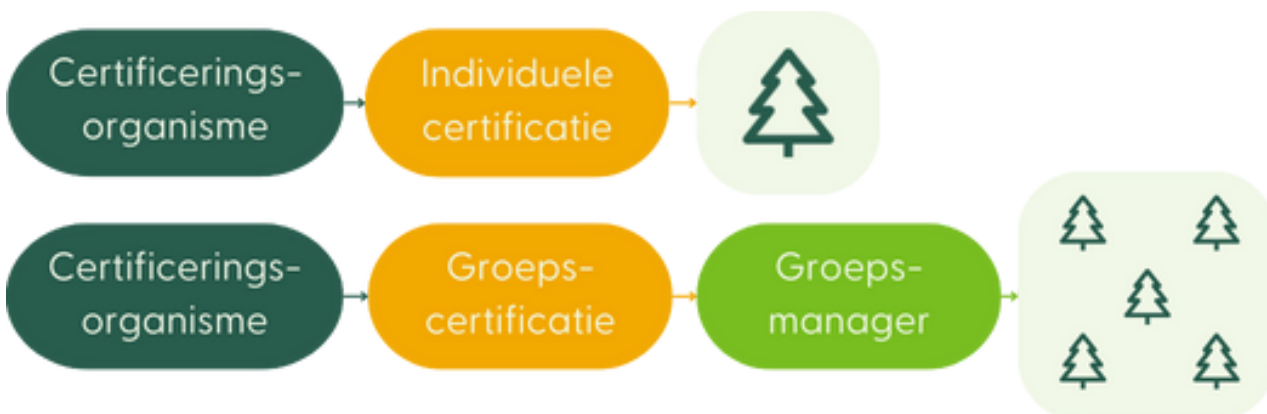 Certificerings-
organisme
Individuele
certificatie
Certificerings-
organisme
Groeps-
certificatie
Groeps-
manager